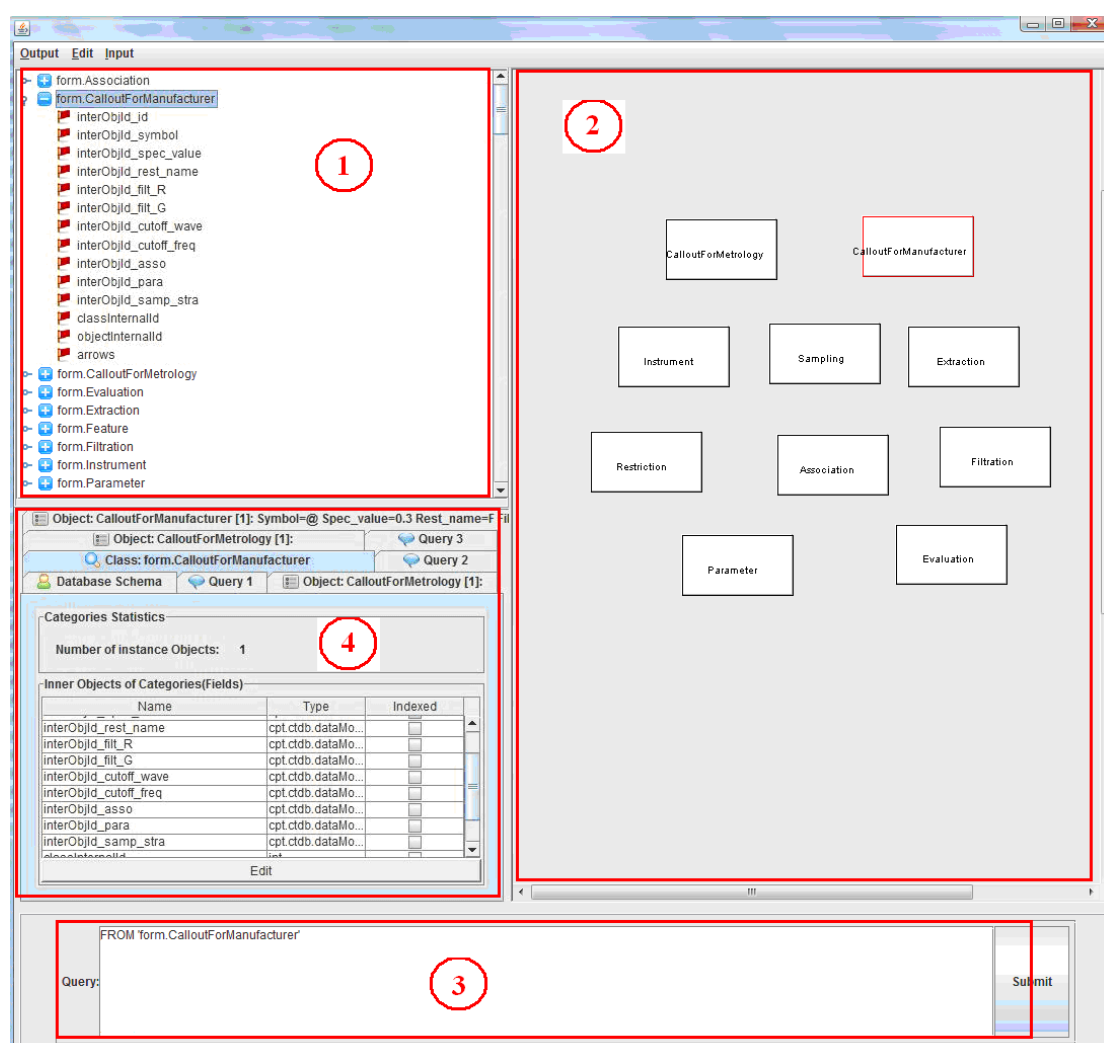 Output Edit Input
form.Association
form.CalloutForManufacturer
interObjId_id
interObjId_symbol
interObjId_spec_value
interObjId_rest_name
interObjId_filt_R
interObjId_filt_G
interObjId_cutoff_wave
interObjId_cutoff_freq
interObjId_asso
interObjId_para
interObjId_samp_stra
classInternalId
objectInternalId
arrows
form.CalloutForMetrology
form.Evaluation
form.Extraction
form.Feature
form.Filtration
form.Instrument
form.Parameter
1
2
CalloutForMetrology
CalloutForManufacturer
Instrument
Sampling
Extraction
Restriction
Association
Filtration
Parameter
Evaluation
Object: CalloutForManufacturer [1]: Symbol=@ Spec_value=0.3 Rest_name=F Fil
Object: CalloutForMetrology [1]:
Query 3
Class: form.CalloutForManufacturer
Query 2
Database Schema
Query 1
Object: CalloutForMetrology [1]:
Categories Statistics
Number of instance Objects: 1
4
Inner Objects of Categories(Fields)
Name Type Indexed
interObjId_rest_name cpt.ctdb.dataMo...
interObjId_filt_R cpt.ctdb.dataMo...
interObjId_filt_G cpt.ctdb.dataMo...
interObjId_cutoff_wave cpt.ctdb.dataMo...
interObjId_cutoff_freq cpt.ctdb.dataMo...
interObjId_asso cpt.ctdb.dataMo...
interObjId_para cpt.ctdb.dataMo...
interObjId_samp_stra cpt.ctdb.dataMo...
Edit
FROM 'form.CalloutForManufacturer'
Query:
3
Submit